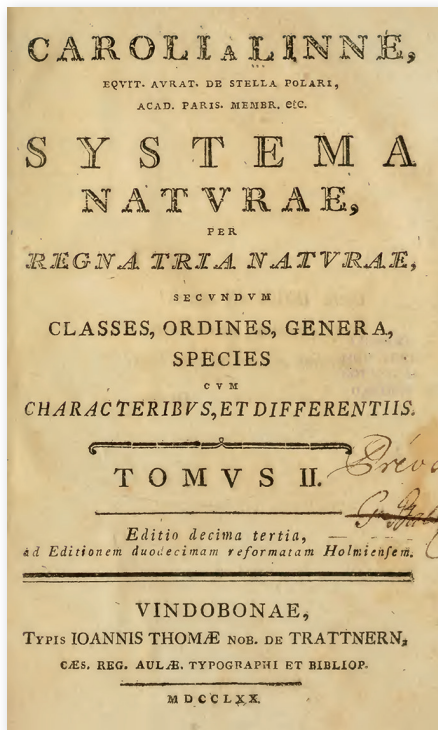 CAROLI A LINNE,
EQVIT. AVRAT. DE STELLA POLARI,
ACAD. PARIS. MEMBR. etc.
SYSTEMA
NATVRAE,
PER
REGNA TRIA NATVRAE,
SECVNDVM
CLASSES, ORDINES, GENERA,
SPECIES
CVM
CHARACTERIBVS, ET DIFFERENTIIS.
TOMVS II.
Editio decima tertia,
ad Editionem duodecimam reformatam Holmienſem.
VINDOBONAE,
TYPIS IOANNIS THOMÆ NOB. DE TRATTNERN,
CÆS. REG. AULÆ. TYPOGRAPHI ET BIBLIOP.
MDCCLXX.